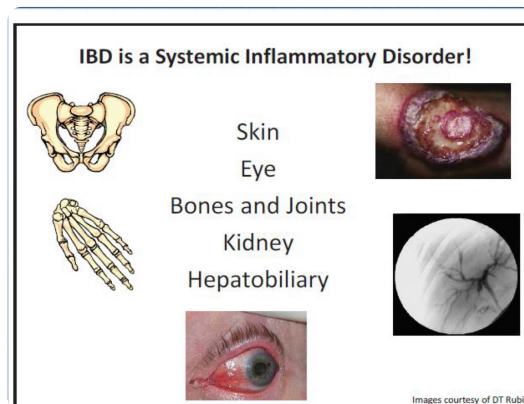 IBD is a Systemic Inflammatory Disorder!
Skin
Eye
Bones and Joints
Kidney
Hepatobiliary
Images courtesy of DT